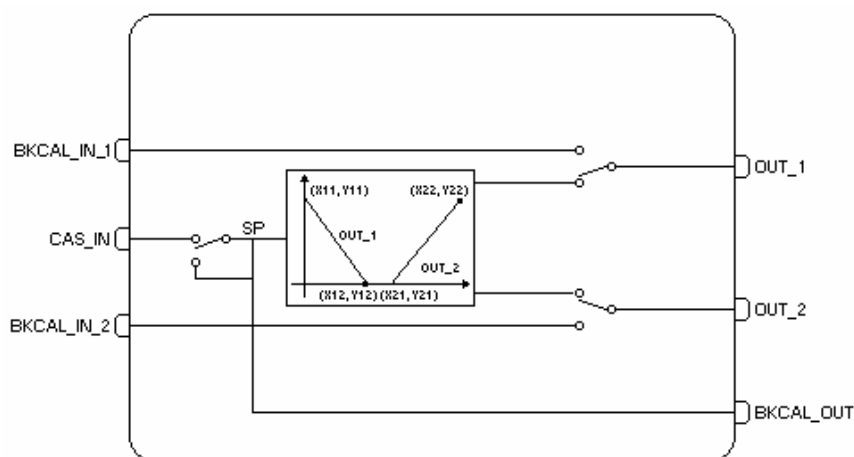 BKCAL_IN_1
OUT_1
(X11,Y11) (X22,Y22)
CAS_IN
SP
OUT_1
OUT_2
(X12,Y12)(X21,Y21)
BKCAL_IN_2
OUT_2
BKCAL_OUT